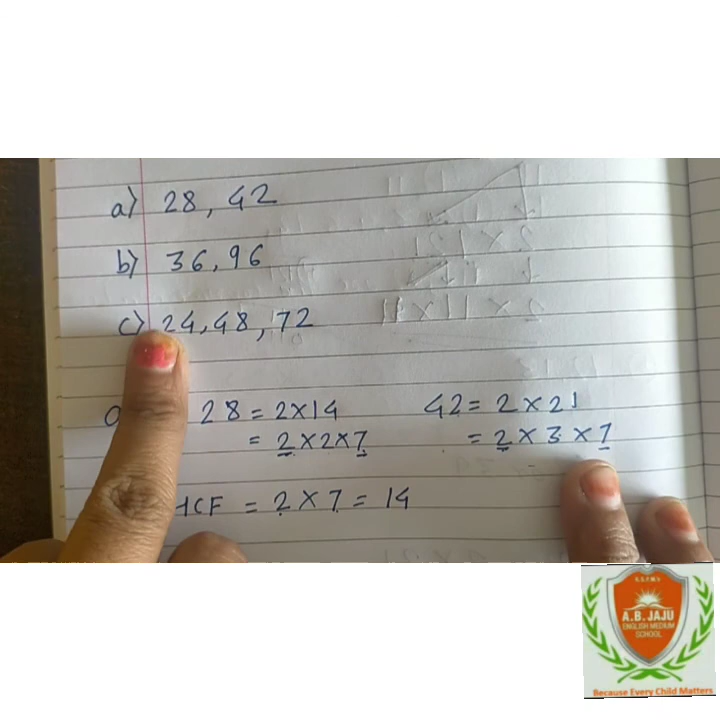 a) 28, 42
b) 36, 96
c) 24, 48, 72
28 = 2×14
= 2×2×7
42 = 2×21
= 2×3×7
HCF = 2×7 = 14
K.S.P.M.'s
A.B. JAJU
ENGLISH MEDIUM
SCHOOL
Because Every Child Matters